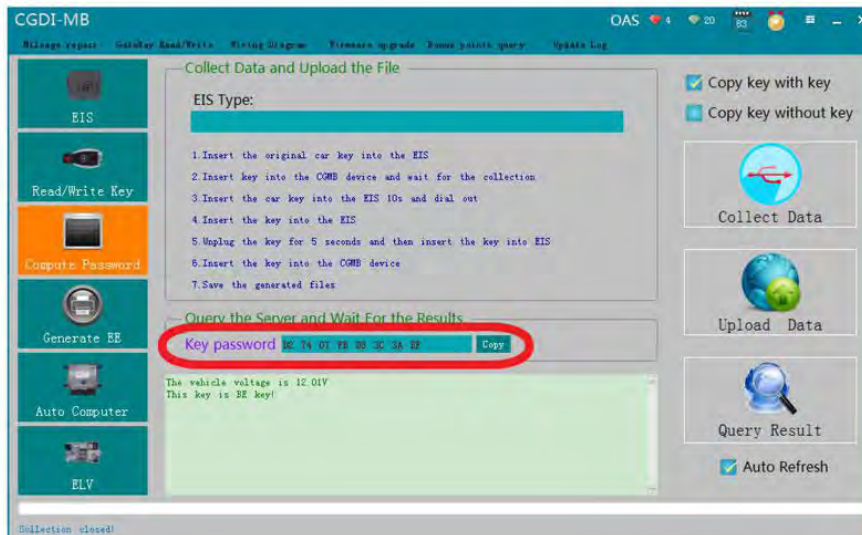 CGDI-MB
OAS 4 20 83
Mileage repair Gateway Read/Write Wiring Diagram Firmware upgrade Bonus points query Update Log
EIS
Read/Write Key
Compute Password
Generate EE
Auto Computer
ELV
Collect Data and Upload the File
EIS Type:
1.Insert the original car key into the EIS
2.Insert key into the CGMB device and wait for the collection
3.Insert the car key into the EIS 10s and dial out
4.Insert the key into the EIS
5.Unplug the key for 5 seconds and then insert the key into EIS
6.Insert the key into the CGMB device
7.Save the generated files
Query the Server and Wait For the Results
Key password
Copy
The vehicle voltage is 12.01V
This key is BE key!
Copy key with key
Copy key without key
Collect Data
Upload Data
Query Result
Auto Refresh